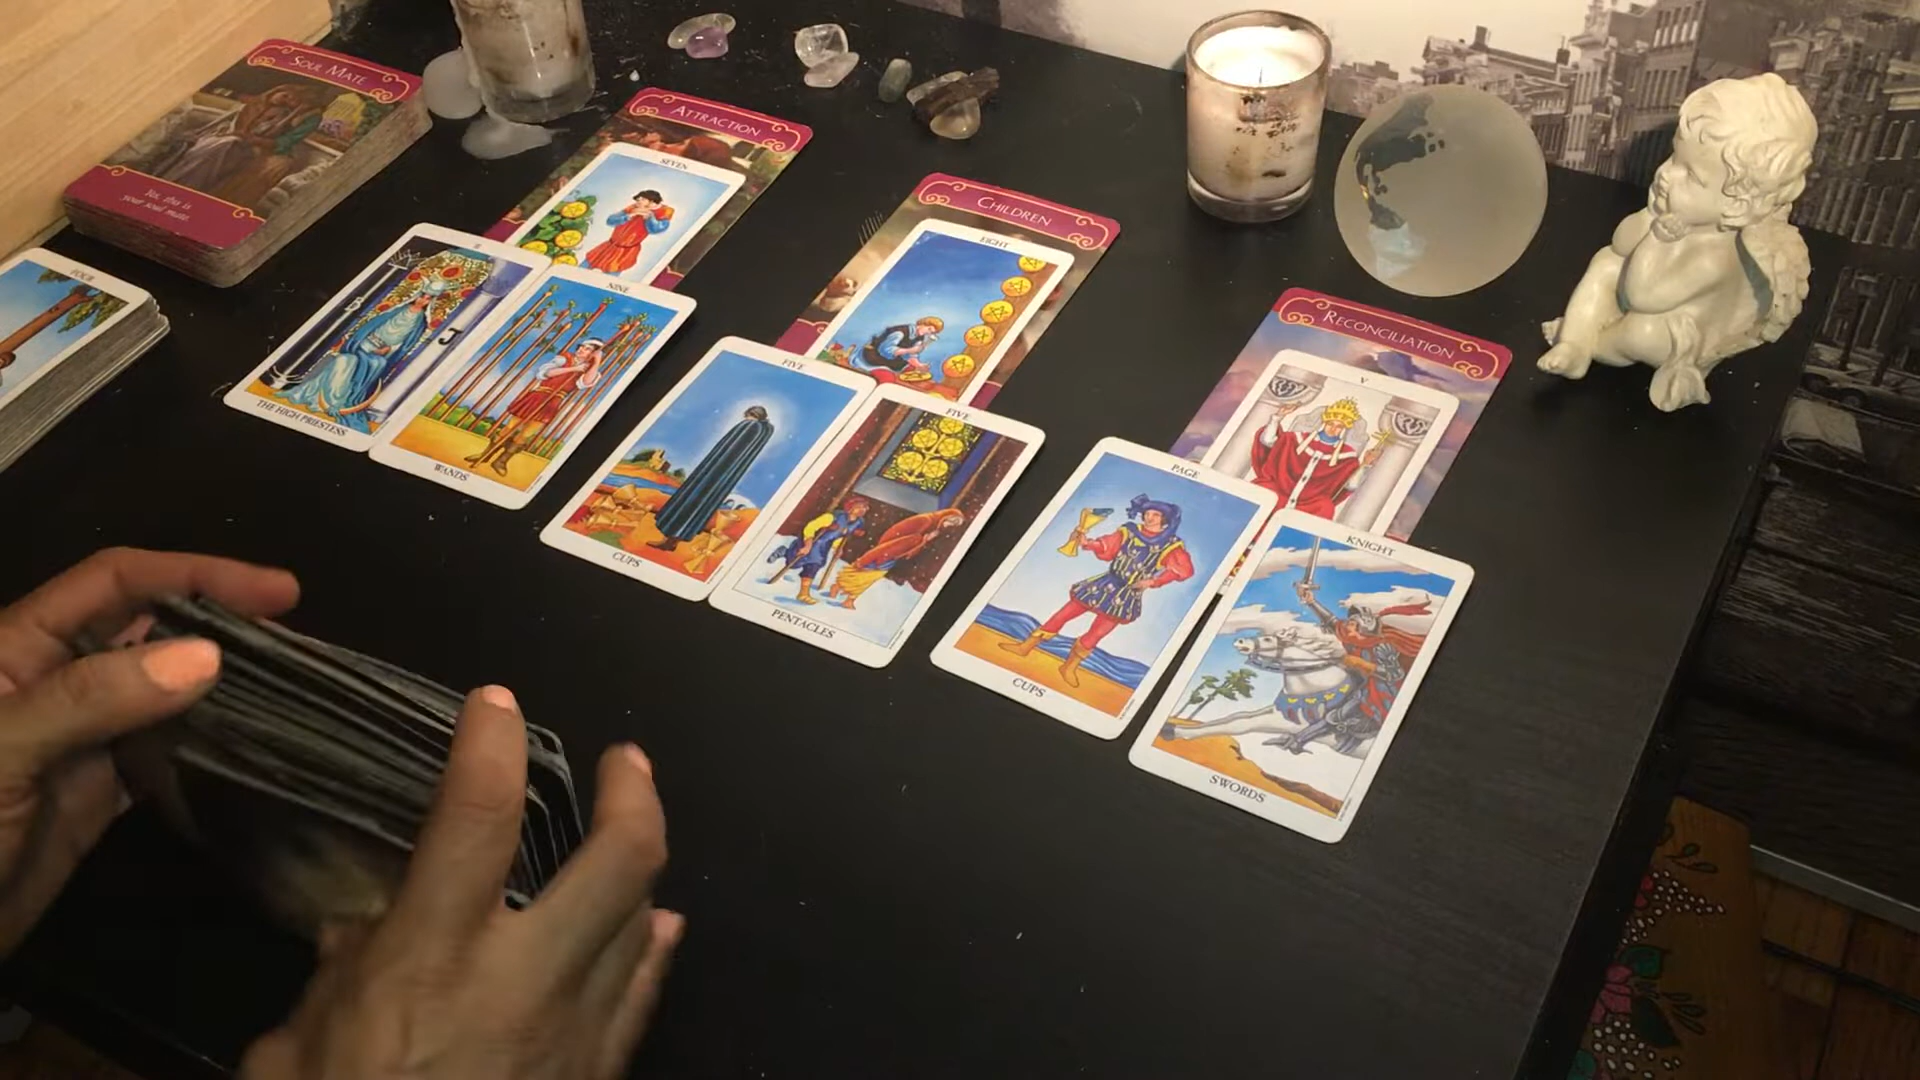 SOUL MATE
Yes, this is
your soul mate.
FOUR
ATTRACTION
SEVEN
II
J
THE HIGH PRIESTESS
NINE
WANDS
CHILDREN
EIGHT
FIVE
CUPS
FIVE
PENTACLES
RECONCILIATION
V
PAGE
CUPS
KNIGHT
SWORDS